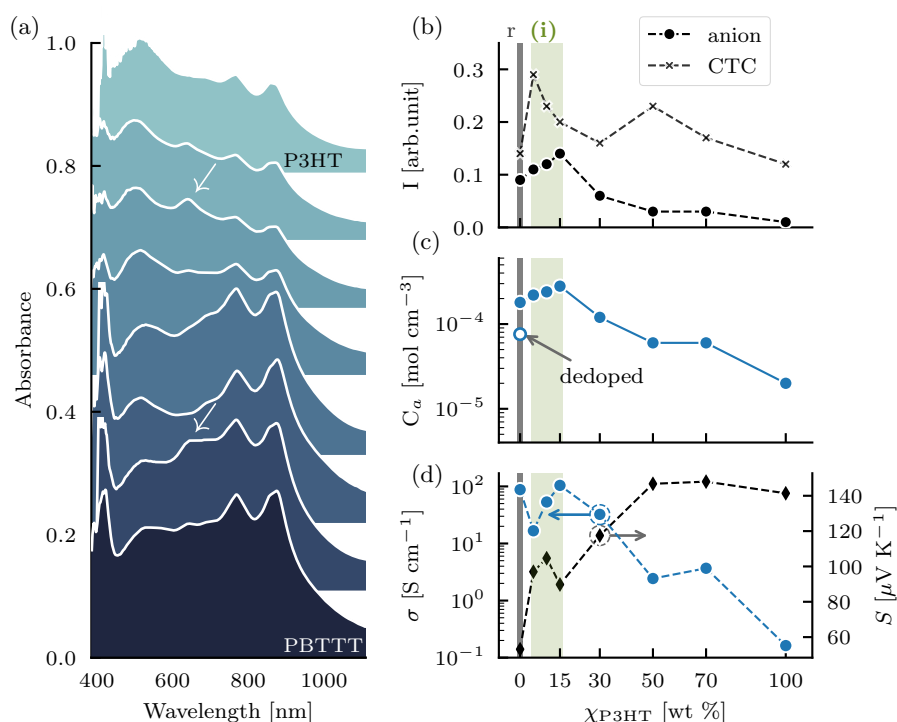 (a)
1.0
0.8
0.6
0.4
0.2
0.0
Absorbance
P3HT
PBTTT
400
600
800
1000
Wavelength [nm]
(b)
r
(i)
anion
CTC
0.3
0.2
0.1
0.0
I [arb.unit]
(c)
10⁻⁴
10⁻⁵
Cₐ [mol cm⁻³]
dedoped
(d)
10²
10¹
10⁰
10⁻¹
σ [S cm⁻¹]
140
120
100
80
60
S [μV K⁻¹]
0
15
30
50
70
100
χP3HT [wt %]